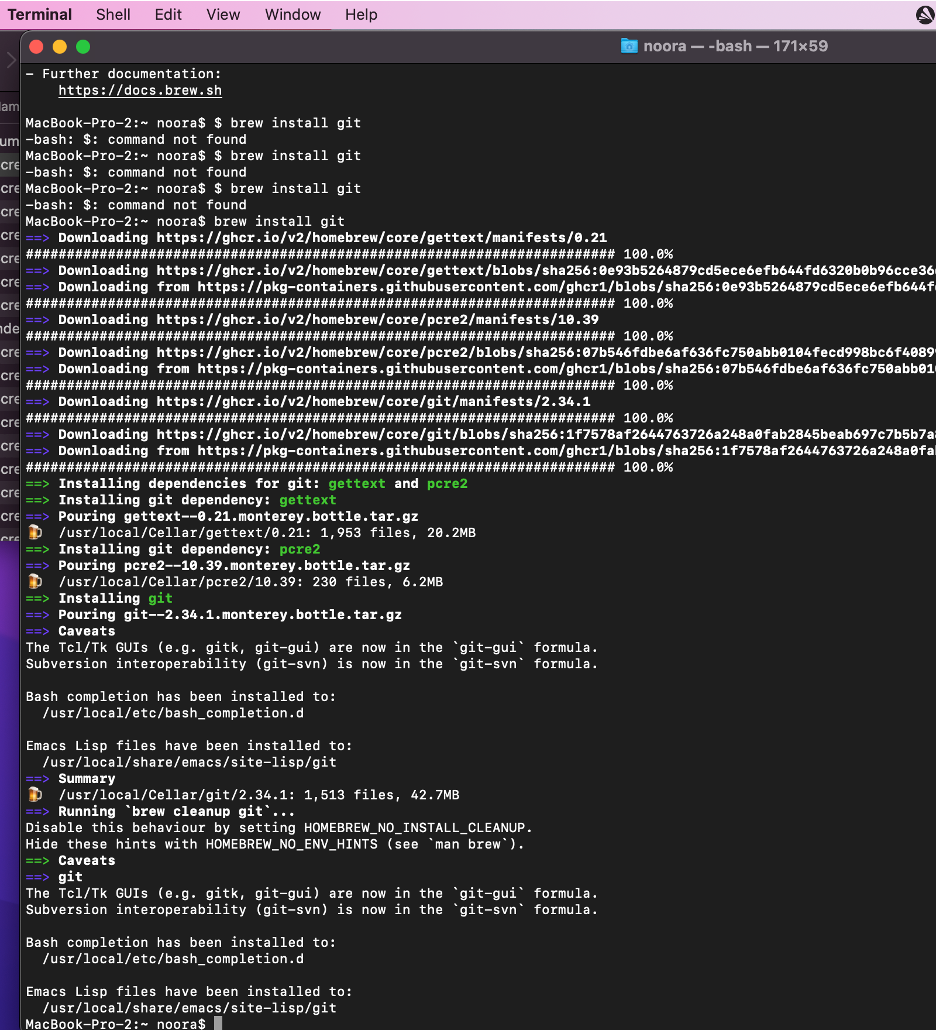 Terminal Shell Edit View Window Help
noora — -bash — 171×59
- Further documentation:
https://docs.brew.sh
MacBook-Pro-2:~ noora$ $ brew install git
-bash: $: command not found
MacBook-Pro-2:~ noora$ $ brew install git
-bash: $: command not found
MacBook-Pro-2:~ noora$ $ brew install git
-bash: $: command not found
MacBook-Pro-2:~ noora$ brew install git
==> Downloading https://ghcr.io/v2/homebrew/core/gettext/manifests/0.21
######################################################################## 100.0%
==> Downloading https://ghcr.io/v2/homebrew/core/gettext/blobs/sha256:0e93b5264879cd5ece6efb644fd6320b0b96cce36
==> Downloading from https://pkg-containers.githubusercontent.com/ghcr1/blobs/sha256:0e93b5264879cd5ece6efb644f
######################################################################## 100.0%
==> Downloading https://ghcr.io/v2/homebrew/core/pcre2/manifests/10.39
######################################################################## 100.0%
==> Downloading https://ghcr.io/v2/homebrew/core/pcre2/blobs/sha256:07b546fdbe6af636fc750abb0104fecd998bc6f4089
==> Downloading from https://pkg-containers.githubusercontent.com/ghcr1/blobs/sha256:07b546fdbe6af636fc750abb01
######################################################################## 100.0%
==> Downloading https://ghcr.io/v2/homebrew/core/git/manifests/2.34.1
######################################################################## 100.0%
==> Downloading https://ghcr.io/v2/homebrew/core/git/blobs/sha256:1f7578af2644763726a248a0fab2845beab697c7b5b7a
==> Downloading from https://pkg-containers.githubusercontent.com/ghcr1/blobs/sha256:1f7578af2644763726a248a0fa
######################################################################## 100.0%
==> Installing dependencies for git: gettext and pcre2
==> Installing git dependency: gettext
==> Pouring gettext--0.21.monterey.bottle.tar.gz
🍺 /usr/local/Cellar/gettext/0.21: 1,953 files, 20.2MB
==> Installing git dependency: pcre2
==> Pouring pcre2--10.39.monterey.bottle.tar.gz
🍺 /usr/local/Cellar/pcre2/10.39: 230 files, 6.2MB
==> Installing git
==> Pouring git--2.34.1.monterey.bottle.tar.gz
==> Caveats
The Tcl/Tk GUIs (e.g. gitk, git-gui) are now in the `git-gui` formula.
Subversion interoperability (git-svn) is now in the `git-svn` formula.
Bash completion has been installed to:
/usr/local/etc/bash_completion.d
Emacs Lisp files have been installed to:
/usr/local/share/emacs/site-lisp/git
==> Summary
🍺 /usr/local/Cellar/git/2.34.1: 1,513 files, 42.7MB
==> Running `brew cleanup git`...
Disable this behaviour by setting HOMEBREW_NO_INSTALL_CLEANUP.
Hide these hints with HOMEBREW_NO_ENV_HINTS (see `man brew`).
==> Caveats
==> git
The Tcl/Tk GUIs (e.g. gitk, git-gui) are now in the `git-gui` formula.
Subversion interoperability (git-svn) is now in the `git-svn` formula.
Bash completion has been installed to:
/usr/local/etc/bash_completion.d
Emacs Lisp files have been installed to:
/usr/local/share/emacs/site-lisp/git
MacBook-Pro-2:~ noora$